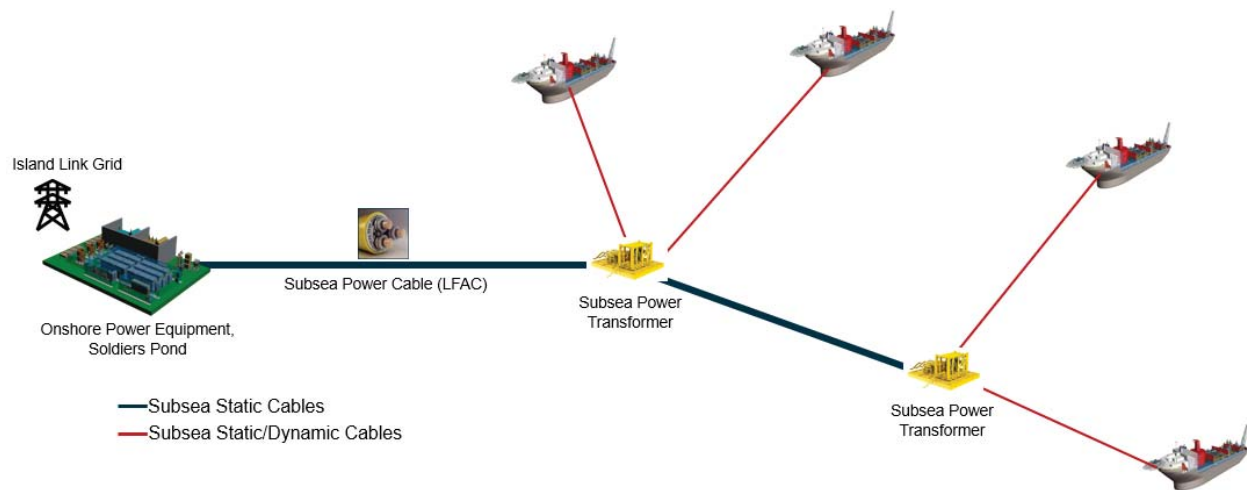 Island Link Grid
Subsea Power Cable (LFAC)
Onshore Power Equipment,
Soldiers Pond
Subsea Power
Transformer
Subsea Power
Transformer
Subsea Static Cables
Subsea Static/Dynamic Cables